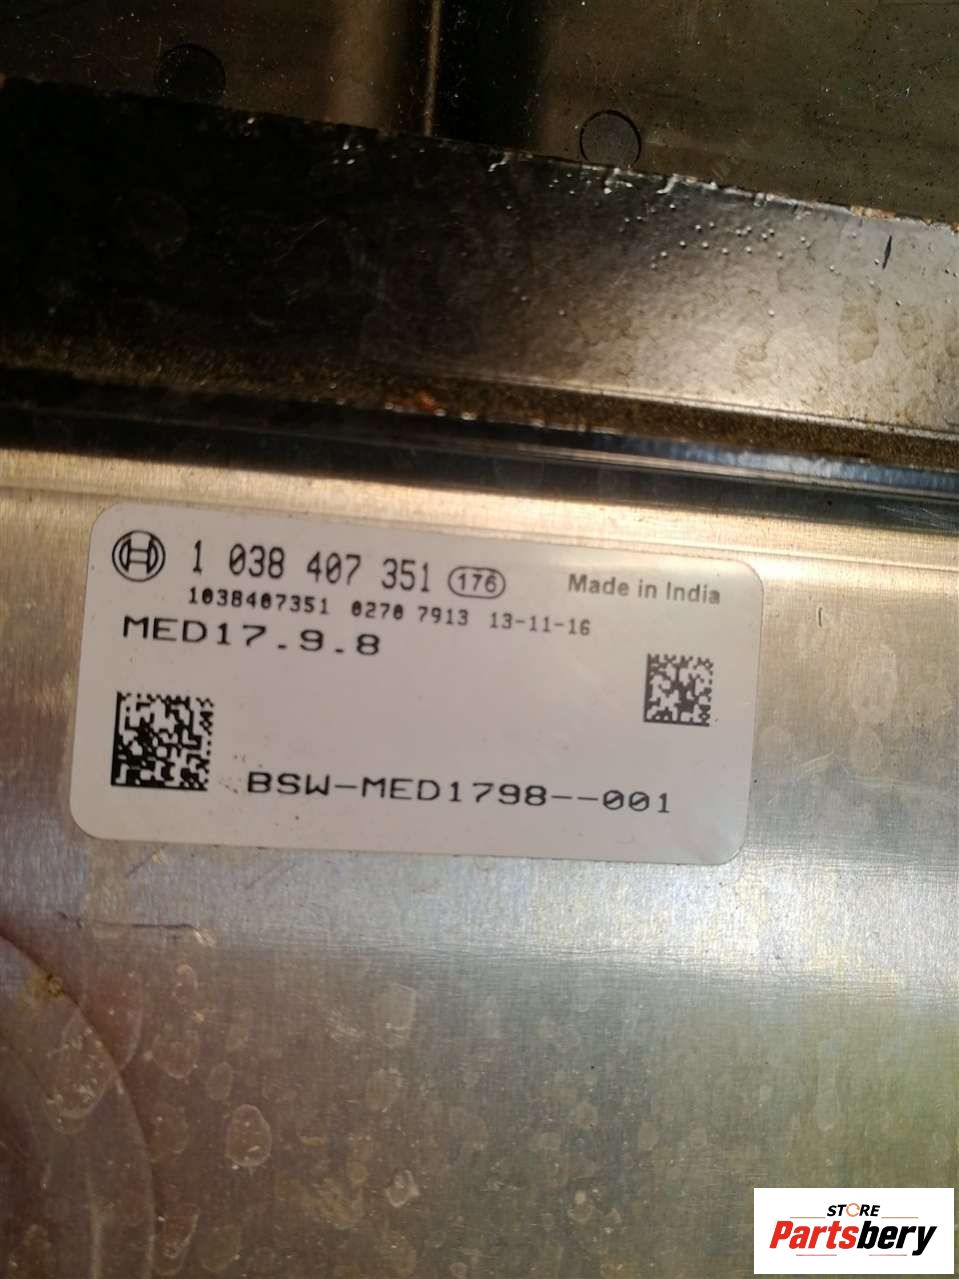 1 038 407 351 176 Made in India
1038407351 0270 7913 13-11-16
MED17.9.8
BSW-MED1798--001
STORE
Partsbery